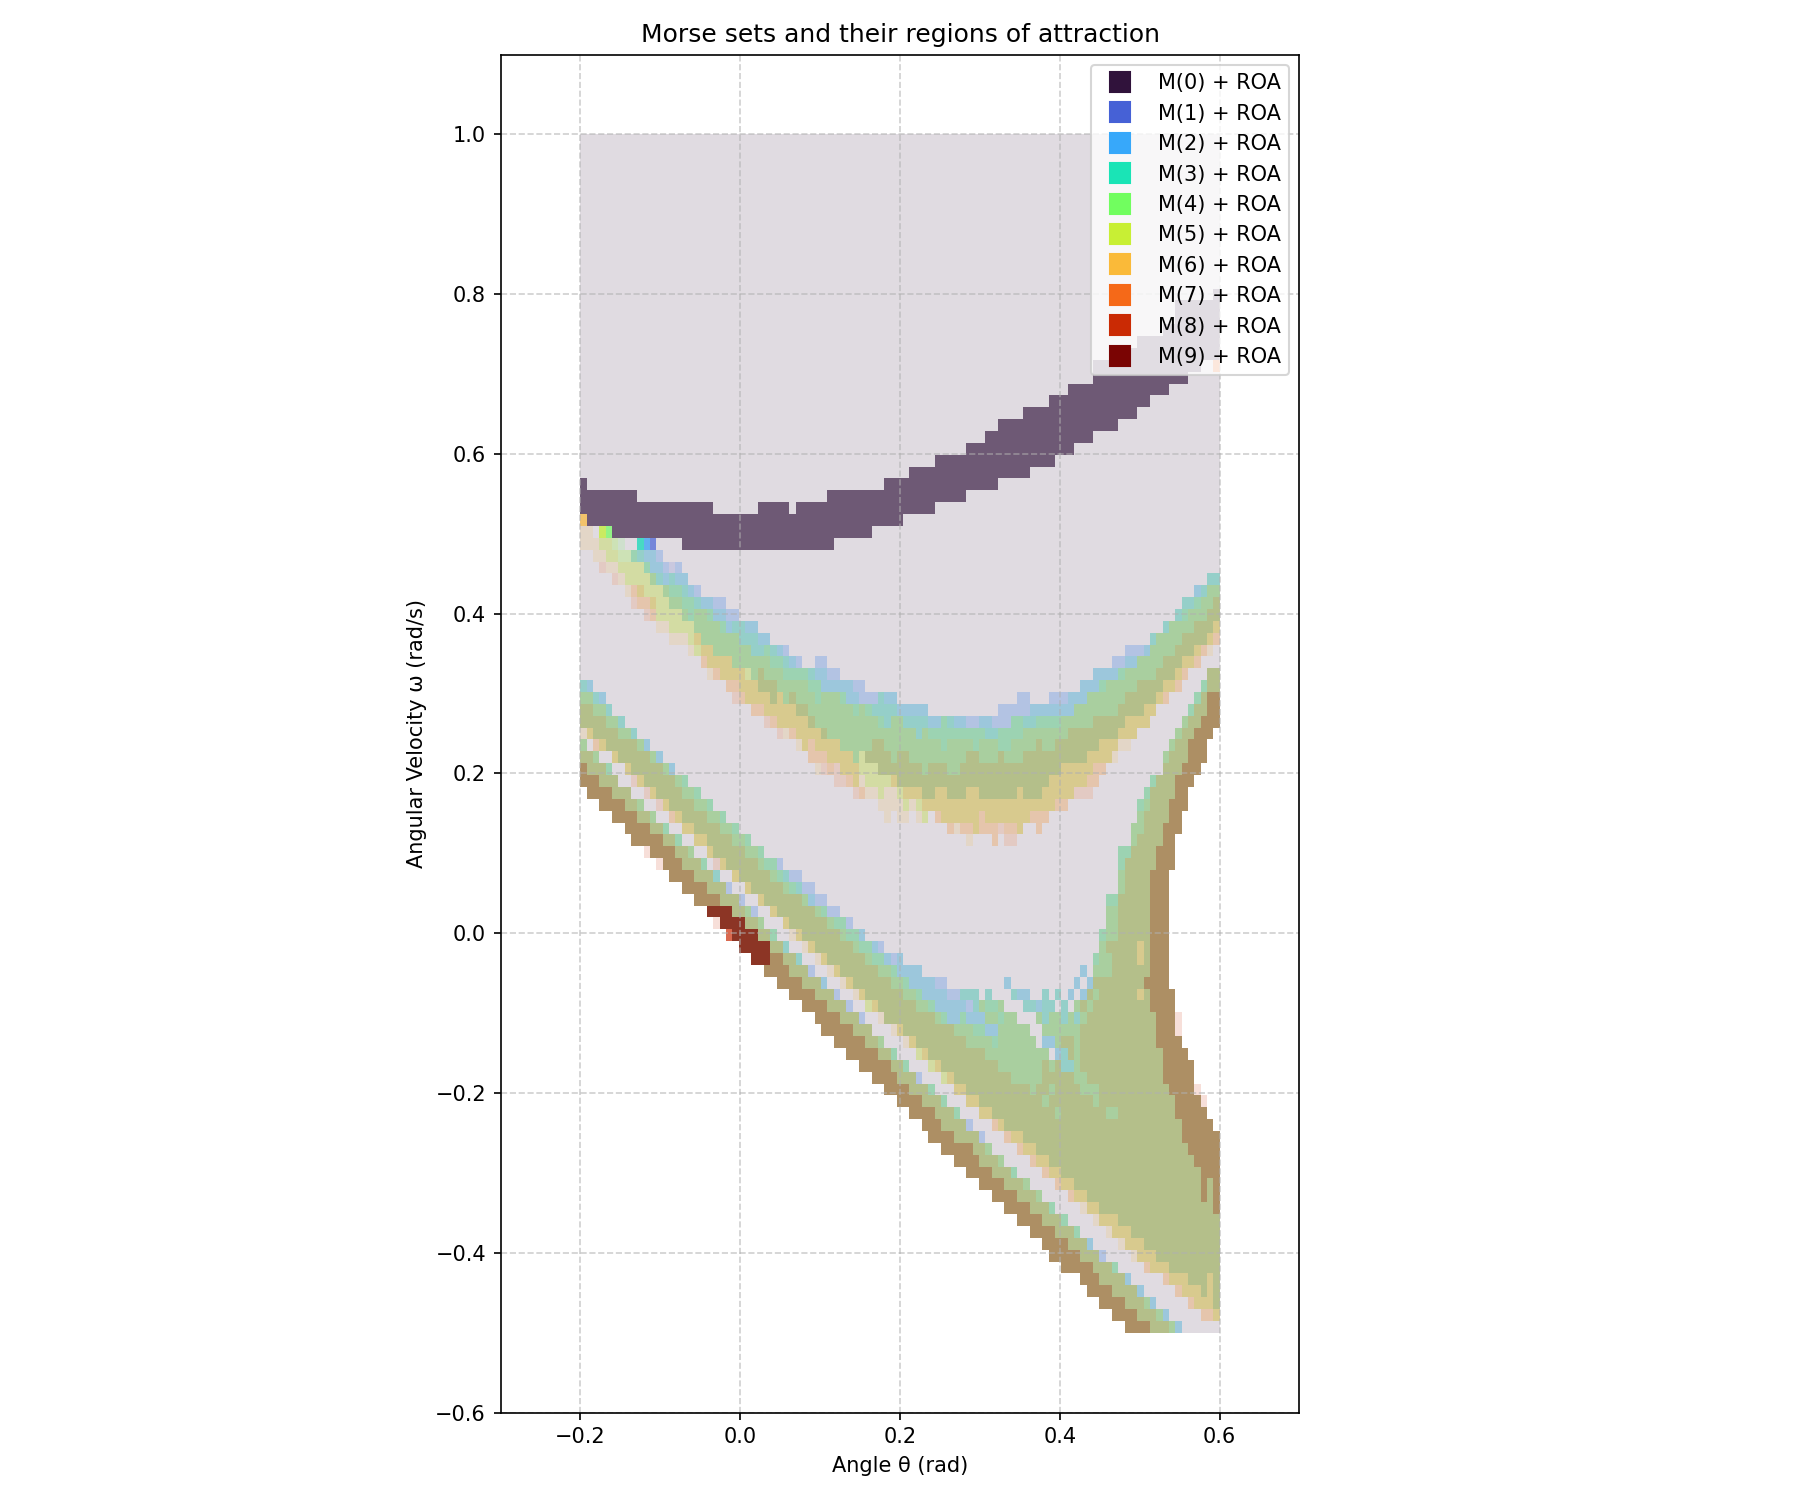 Morse sets and their regions of attraction
M(0) + ROA
M(1) + ROA
M(2) + ROA
M(3) + ROA
M(4) + ROA
M(5) + ROA
M(6) + ROA
M(7) + ROA
M(8) + ROA
M(9) + ROA
1.0
0.8
0.6
0.4
0.2
0.0
−0.2
−0.4
−0.6
Angular Velocity ω (rad/s)
−0.2
0.0
0.2
0.4
0.6
Angle θ (rad)